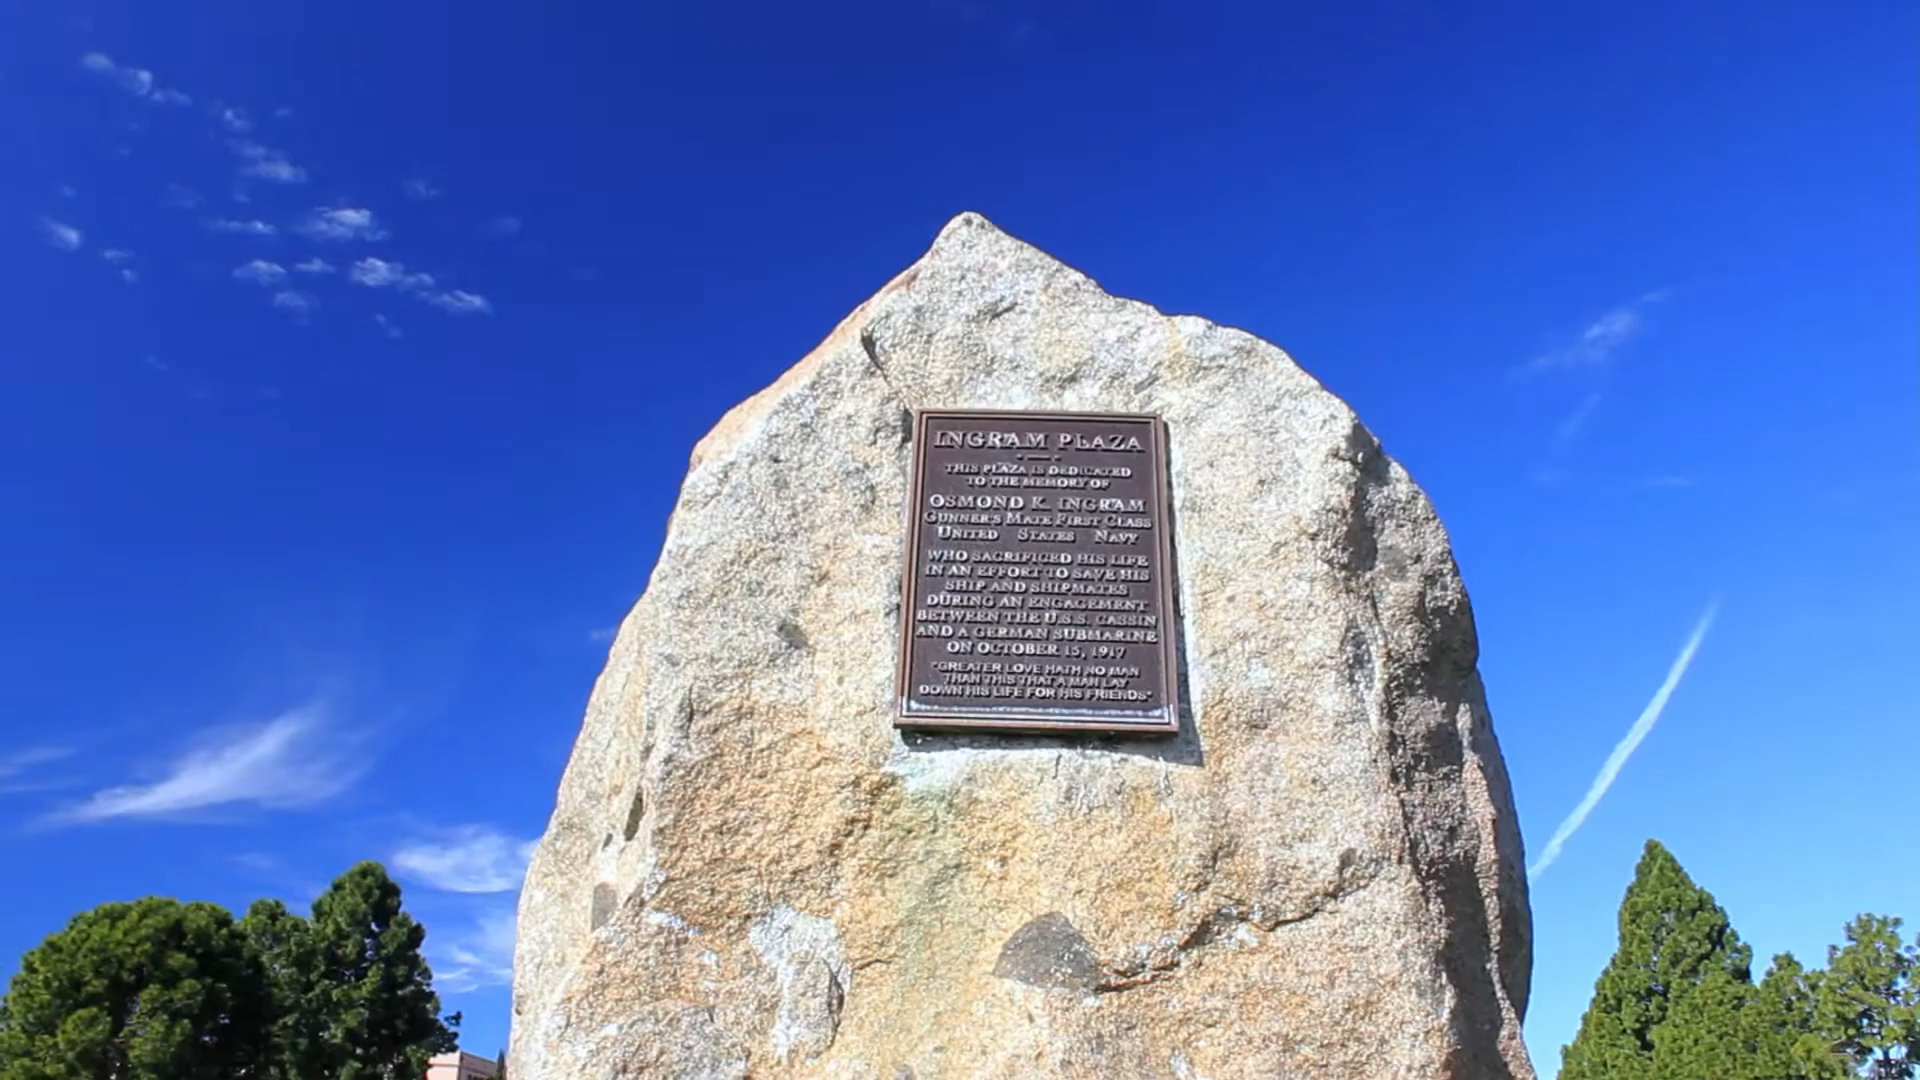 INGRAM PLAZA
THIS PLAZA IS DEDICATED
TO THE MEMORY OF
OSMOND K. INGRAM
GUNNER'S MATE FIRST CLASS
UNITED STATES NAVY
WHO SACRIFICED HIS LIFE
IN AN EFFORT TO SAVE HIS
SHIP AND SHIPMATES
DURING AN ENGAGEMENT
BETWEEN THE U.S.S. CASSIN
AND A GERMAN SUBMARINE
ON OCTOBER 15, 1917
"GREATER LOVE HATH NO MAN
THAN THIS THAT A MAN LAY
DOWN HIS LIFE FOR HIS FRIENDS"